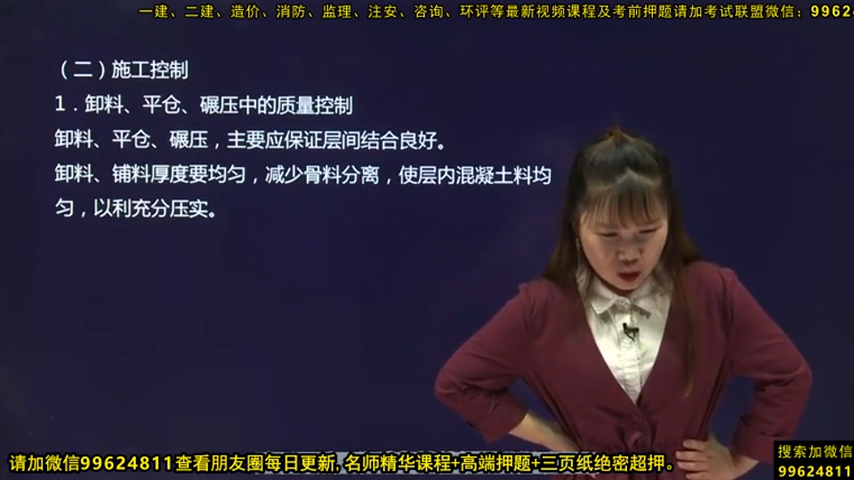 一建、二建、造价、消防、监理、注安、咨询、环评等最新视频课程及考前押题请加考试联盟微信：99624
（二）施工控制
1．卸料、平仓、碾压中的质量控制
卸料、平仓、碾压，主要应保证层间结合良好。
卸料、铺料厚度要均匀，减少骨料分离，使层内混凝土料均
匀，以利充分压实。
请加微信99624811查看朋友圈每日更新,名师精华课程+高端押题+三页纸绝密超押。
搜索加微信
99624811